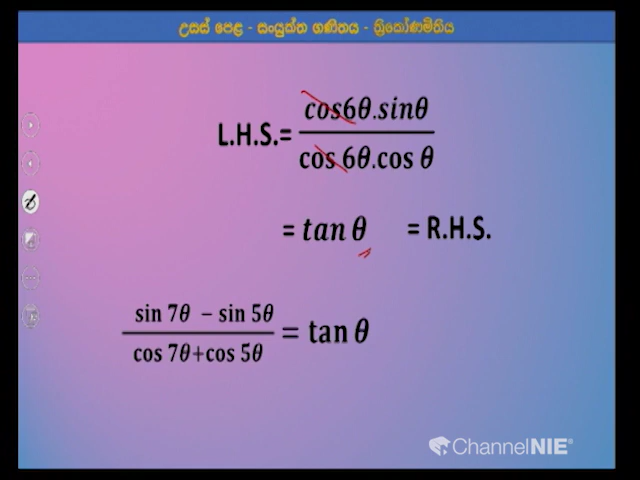 උසස් පෙළ - සංයුක්ත ගණිතය - ත්‍රිකෝණමිතිය
L.H.S.= cos6θ.sinθ
cos 6θ.cos θ
= tan θ = R.H.S.
sin 7θ − sin 5θ
cos 7θ+cos 5θ = tan θ
ChannelNIE